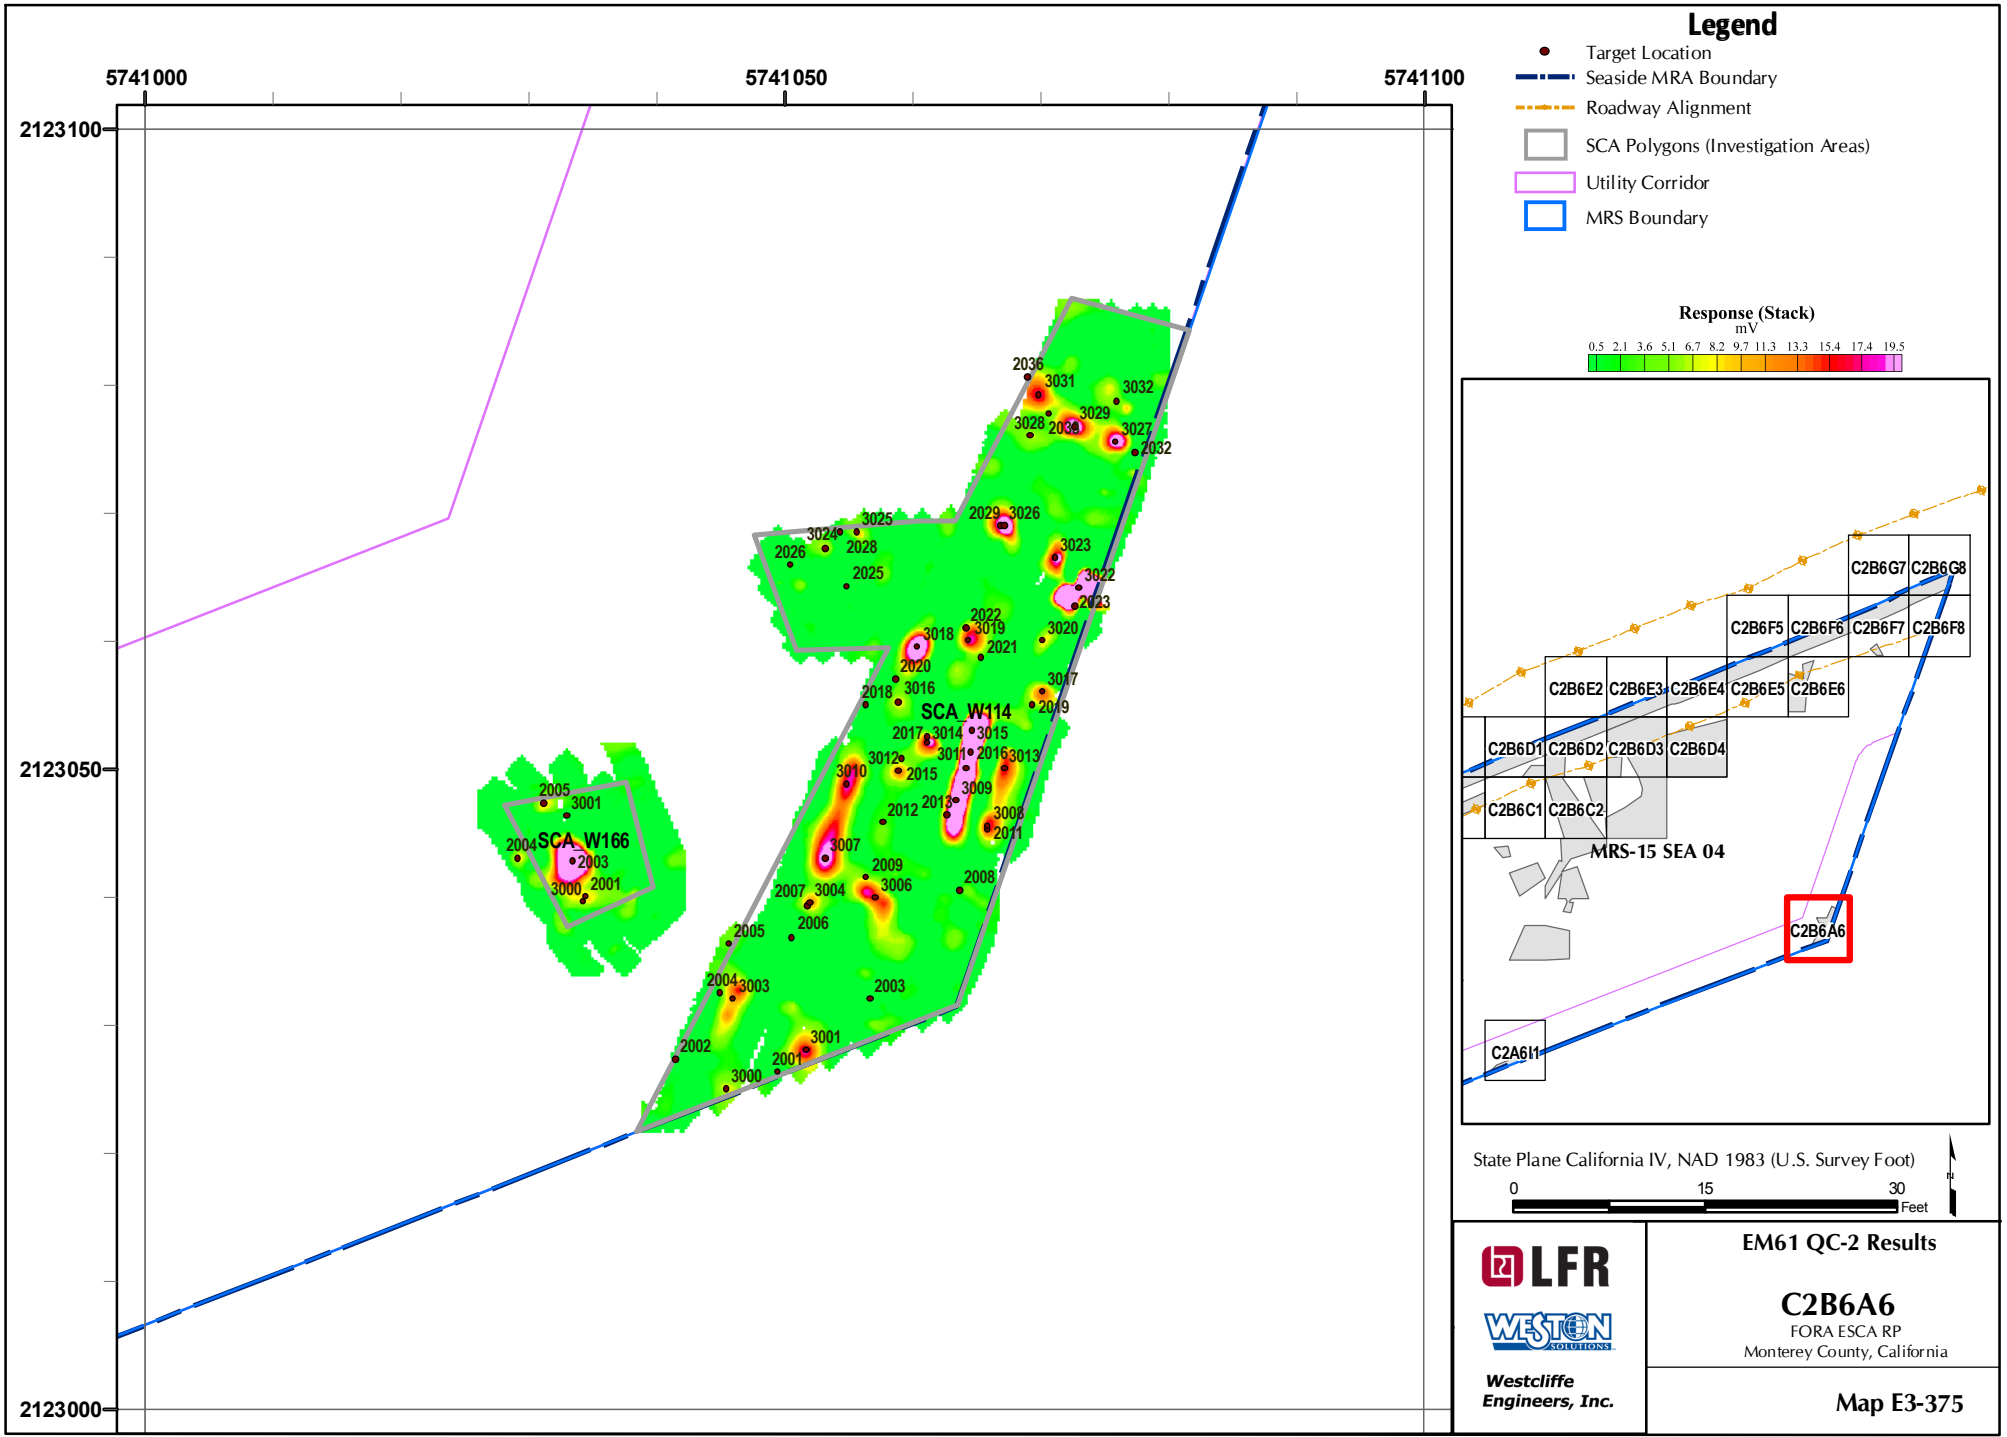 5741000
5741050
5741100
2123100
2123050
2123000
2036
3031
3032
3028
2035
3029
3027
2032
2029
3026
3024
3025
2028
2026
2025
3023
3022
2023
2022
3019
3020
3018
2021
2020
3017
2018
3016
2019
SCA_W114
2017
3014
3015
3011
2016
3013
3012
2015
3010
3009
2013
2012
3008
2011
3007
2009
3006
2008
2007
3004
2006
2005
2004
3003
2003
2002
3001
2001
3000
2005
3001
SCA_W166
2004
2003
3000
2001
Legend
Target Location
Seaside MRA Boundary
Roadway Alignment
SCA Polygons (Investigation Areas)
Utility Corridor
MRS Boundary
Response (Stack)
mV
0.5 2.1 3.6 5.1 6.7 8.2 9.7 11.3 13.3 15.4 17.4 19.5
C2B6G7 C2B6G8
C2B6F5 C2B6F6 C2B6F7 C2B6F8
C2B6E2 C2B6E3 C2B6E4 C2B6E5 C2B6E6
C2B6D1 C2B6D2 C2B6D3 C2B6D4
C2B6C1 C2B6C2
MRS-15 SEA 04
C2B6A6
C2A6I1
State Plane California IV, NAD 1983 (U.S. Survey Foot)
0 15 30
Feet
N
LFR
WESTON
SOLUTIONS
Westcliffe
Engineers, Inc.
EM61 QC-2 Results
C2B6A6
FORA ESCA RP
Monterey County, California
Map E3-375